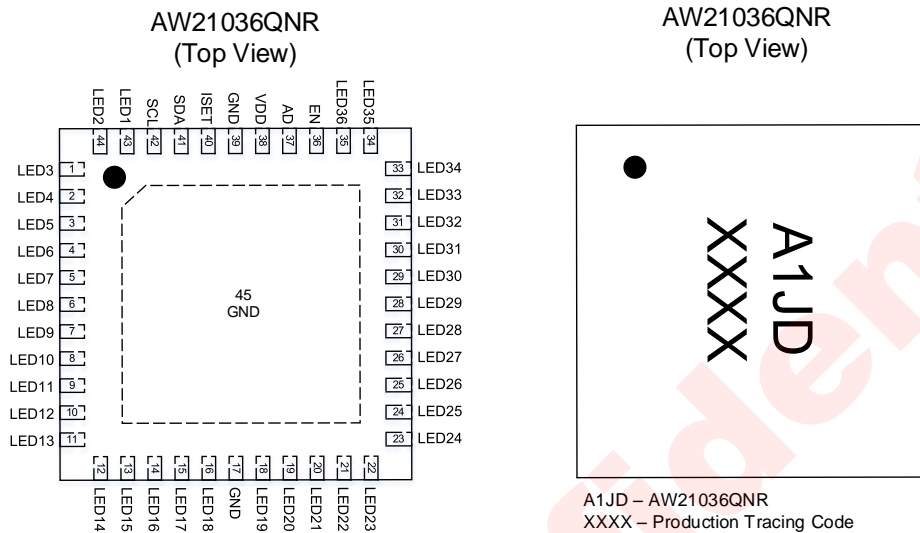 AW21036QNR
(Top View)
LED2
LED1
SCL
SDA
ISET
GND
VDD
AD
EN
LED36
LED35
44
43
42
41
40
39
38
37
36
35
34
LED3 1
LED4 2
LED5 3
LED6 4
LED7 5
LED8 6
LED9 7
LED10 8
LED11 9
LED12 10
LED13 11
45
GND
33 LED34
32 LED33
31 LED32
30 LED31
29 LED30
28 LED29
27 LED28
26 LED27
25 LED26
24 LED25
23 LED24
12
13
14
15
16
17
18
19
20
21
22
LED14
LED15
LED16
LED17
LED18
GND
LED19
LED20
LED21
LED22
LED23
AW21036QNR
(Top View)
A1JD
XXXX
A1JD – AW21036QNR
XXXX – Production Tracing Code